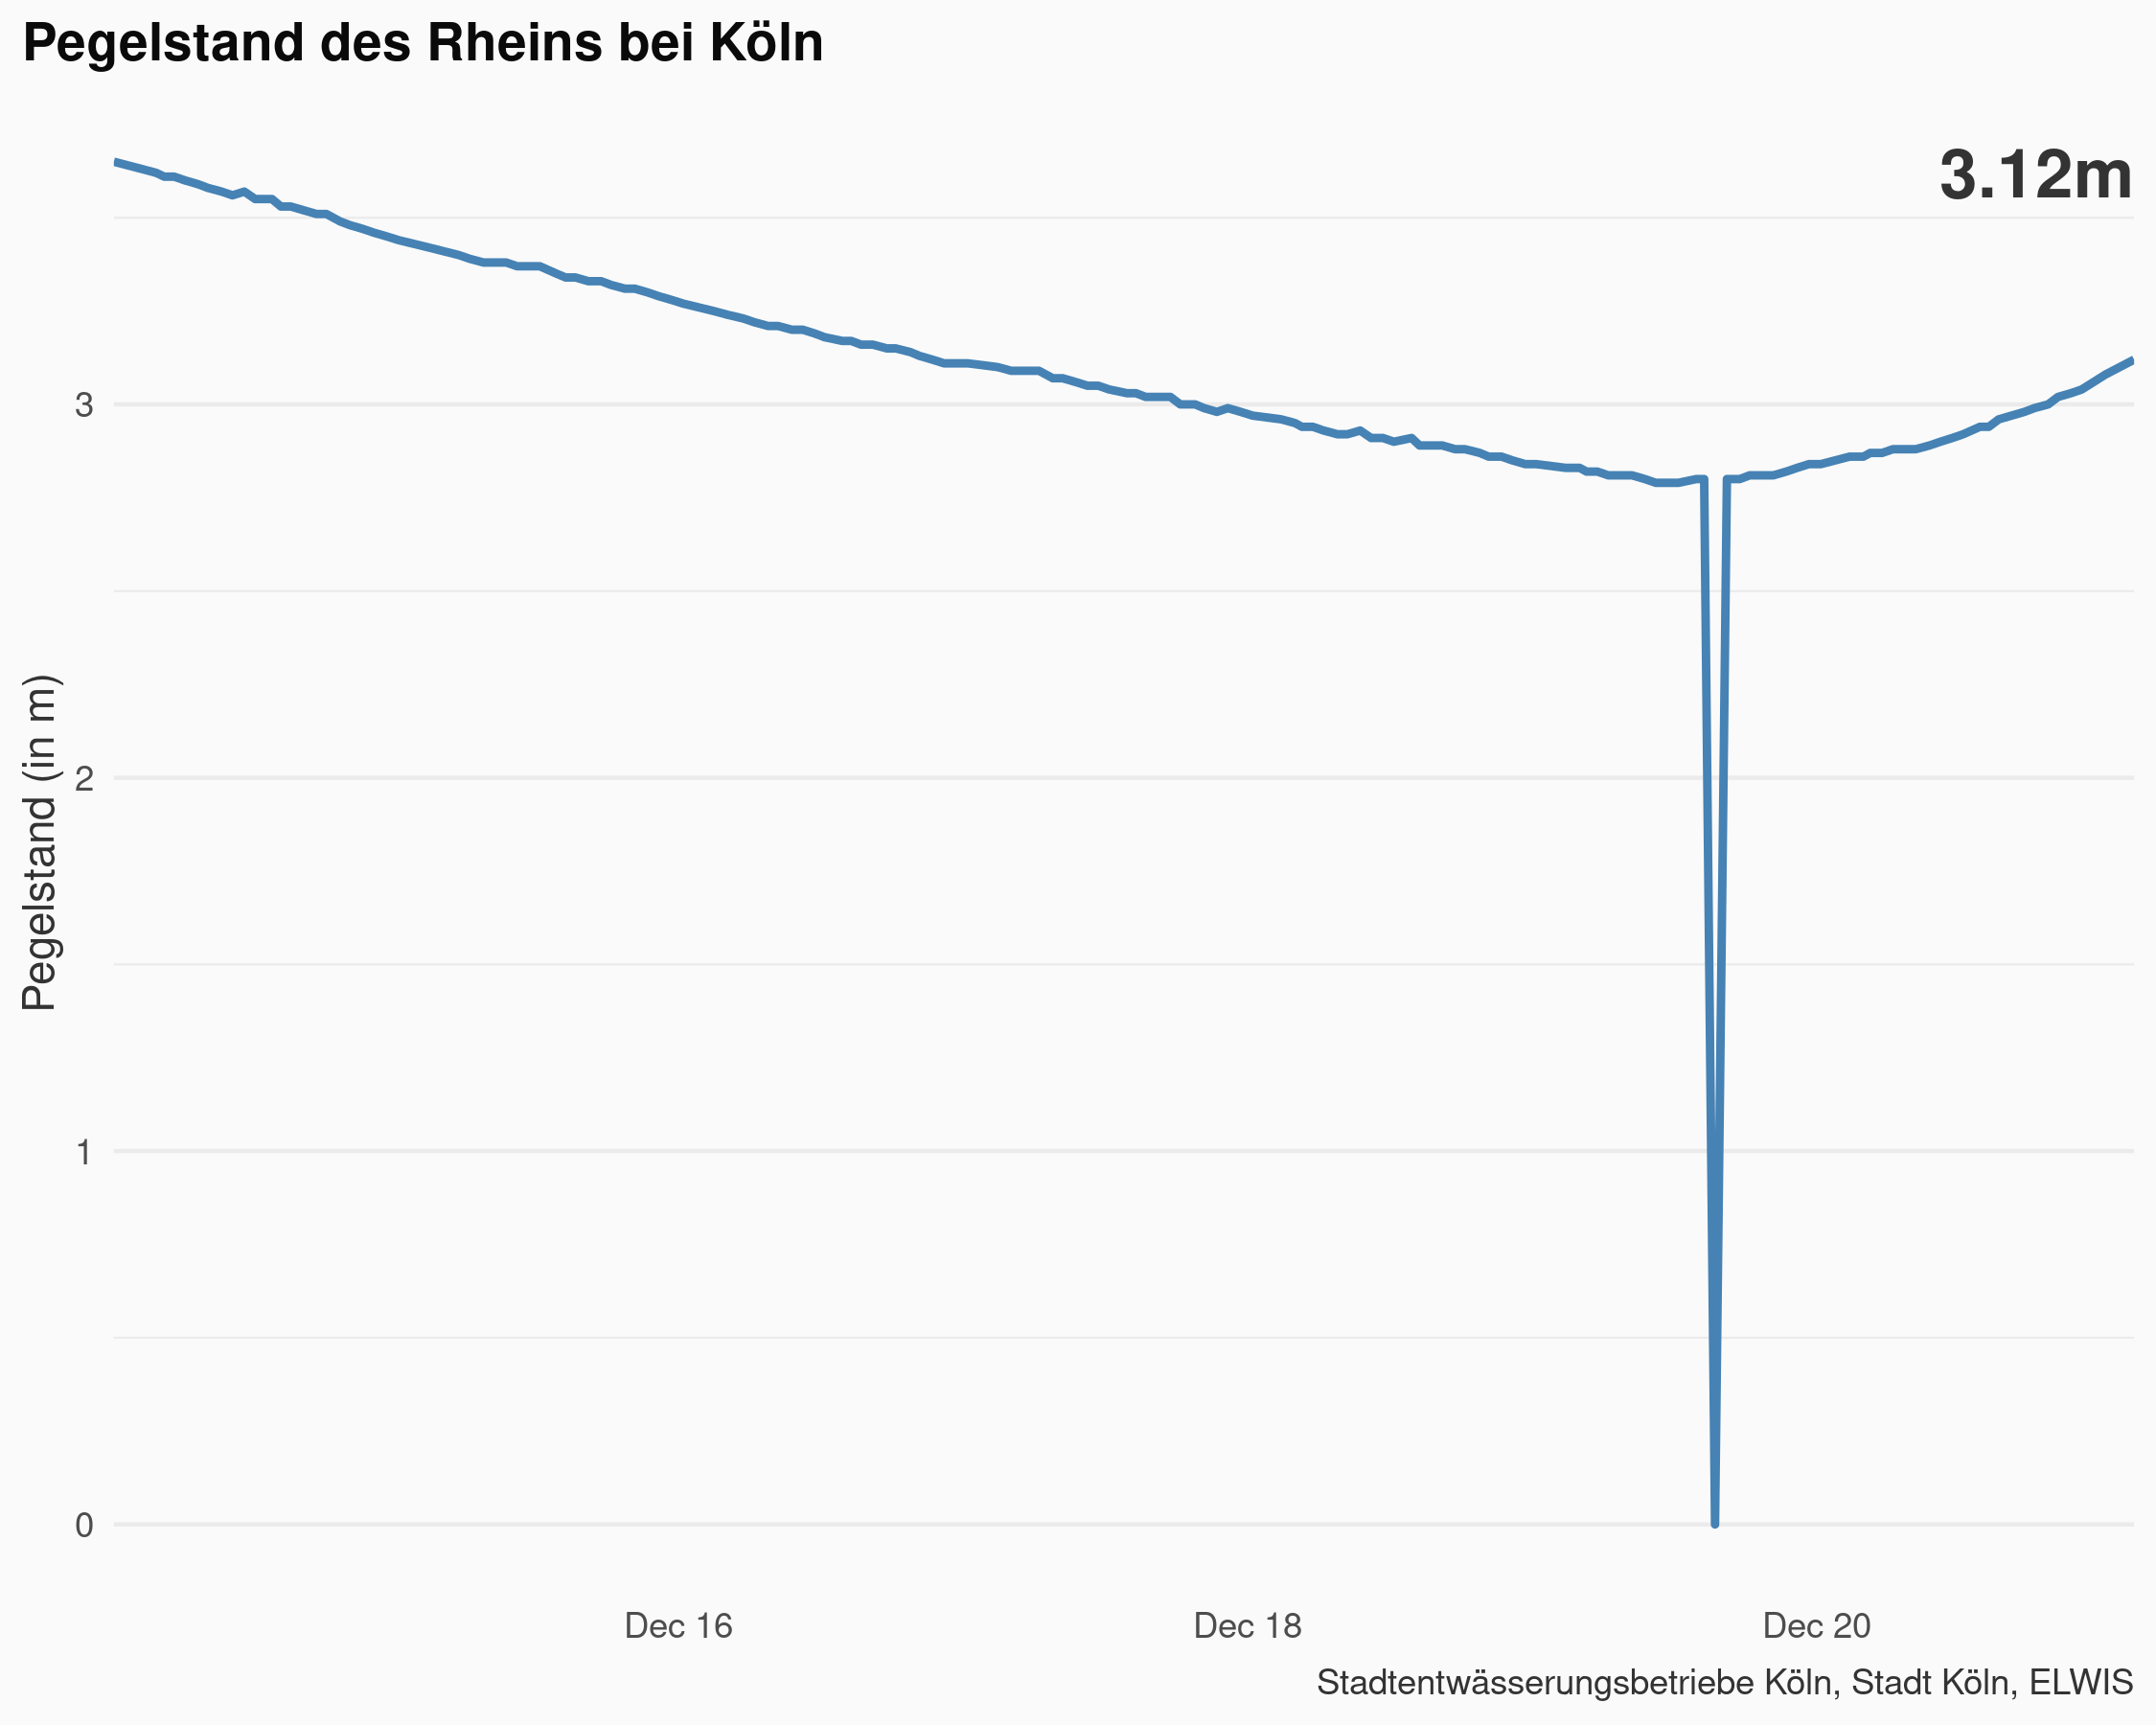 Pegelstand des Rheins bei Köln
3.12m
Pegelstand (in m)
3
2
1
0
Dec 16
Dec 18
Dec 20
Stadtentwässerungsbetriebe Köln, Stadt Köln, ELWIS